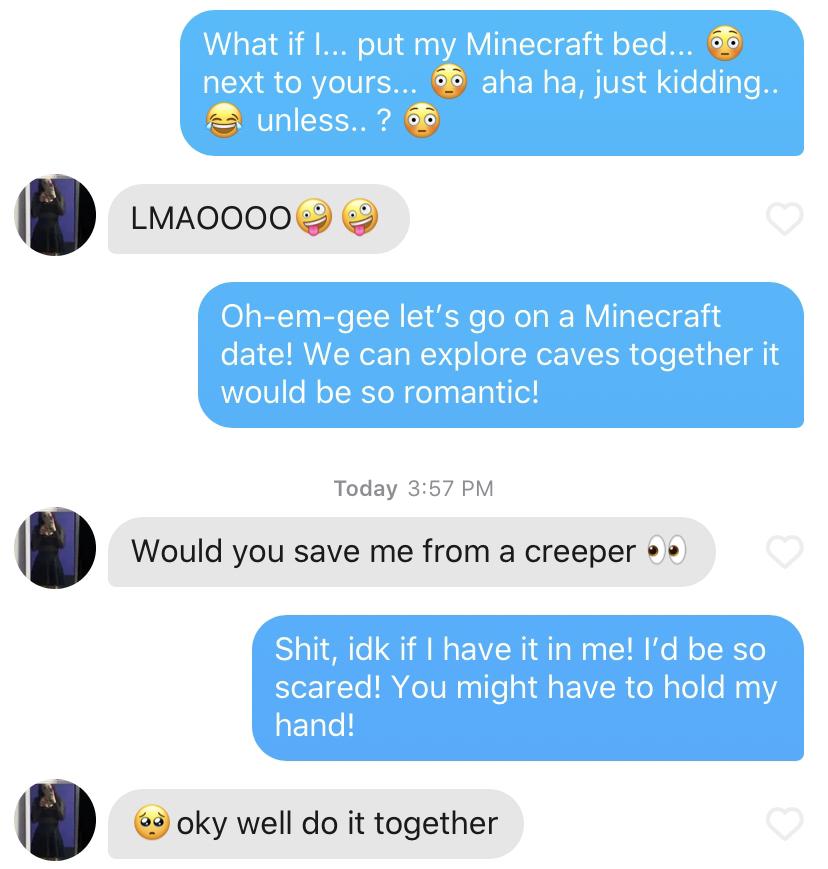 What if I... put my Minecraft bed... 😳
next to yours... 😳 aha ha, just kidding..
😂 unless.. ? 😳
LMAOOOO🤪 🤪
Oh-em-gee let's go on a Minecraft
date! We can explore caves together it
would be so romantic!
Today 3:57 PM
Would you save me from a creeper 👀
Shit, idk if I have it in me! I'd be so
scared! You might have to hold my
hand!
🥺 oky well do it together